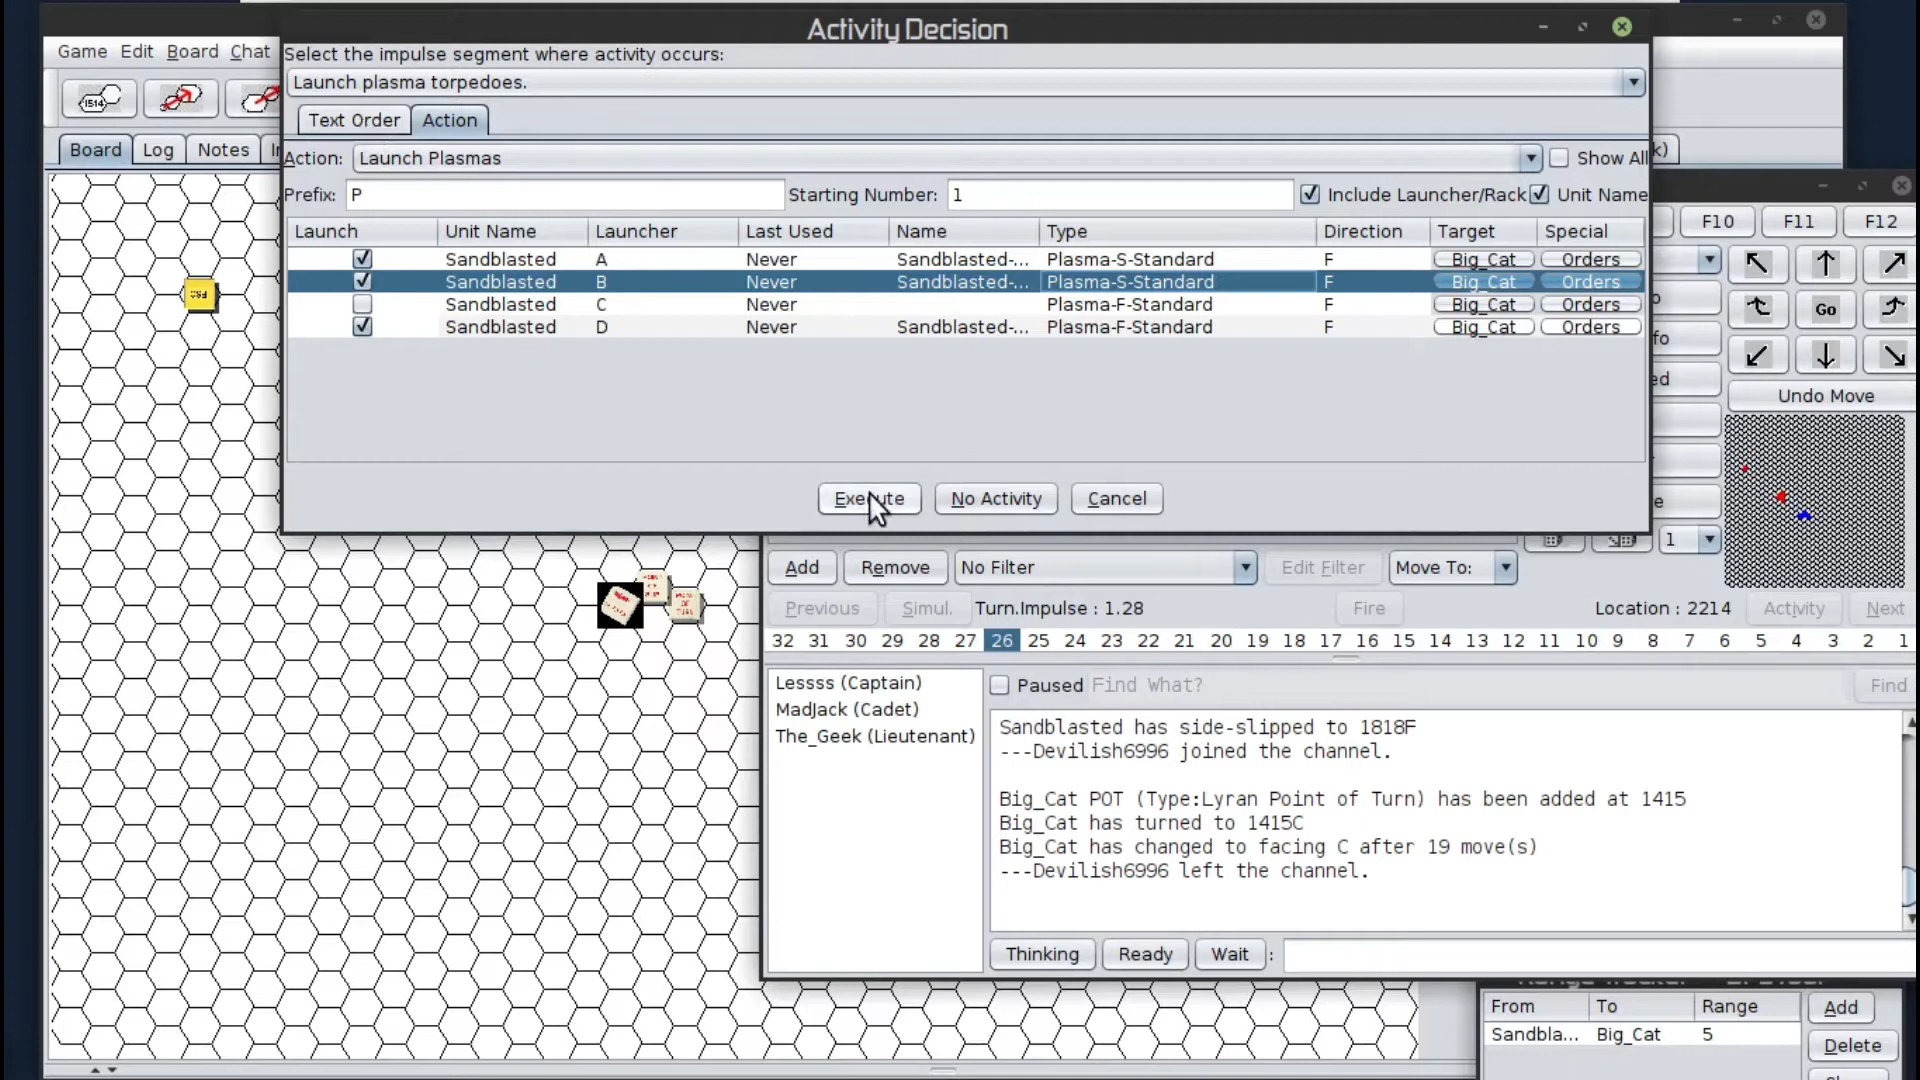 Activity Decision
Game Edit Board Chat
Select the impulse segment where activity occurs:
Launch plasma torpedoes.
1514
Text Order Action
Board Log Notes
Action: Launch Plasmas Show All
Prefix: P Starting Number: 1 Include Launcher/Rack Unit Name
F10 F11 F12
Launch Unit Name Launcher Last Used Name Type Direction Target Special
Sandblasted A Never Sandblasted-... Plasma-S-Standard F Big_Cat Orders
Sandblasted B Never Sandblasted-... Plasma-S-Standard F Big_Cat Orders
Sandblasted C Never Plasma-F-Standard F Big_Cat Orders
Sandblasted D Never Sandblasted-... Plasma-F-Standard F Big_Cat Orders
Go
Undo Move
Execute No Activity Cancel
1
Add Remove No Filter Edit Filter Move To:
Previous Simul. Turn.Impulse : 1.28 Fire Location : 2214 Activity Next
32 31 30 29 28 27 26 25 24 23 22 21 20 19 18 17 16 15 14 13 12 11 10 9 8 7 6 5 4 3 2 1
Lessss (Captain)
MadJack (Cadet)
The_Geek (Lieutenant)
Paused Find What? Find
Sandblasted has side-slipped to 1818F
---Devilish6996 joined the channel.
Big_Cat POT (Type:Lyran Point of Turn) has been added at 1415
Big_Cat has turned to 1415C
Big_Cat has changed to facing C after 19 move(s)
---Devilish6996 left the channel.
Thinking Ready Wait :
From To Range Add
Sandbla... Big_Cat 5
Delete